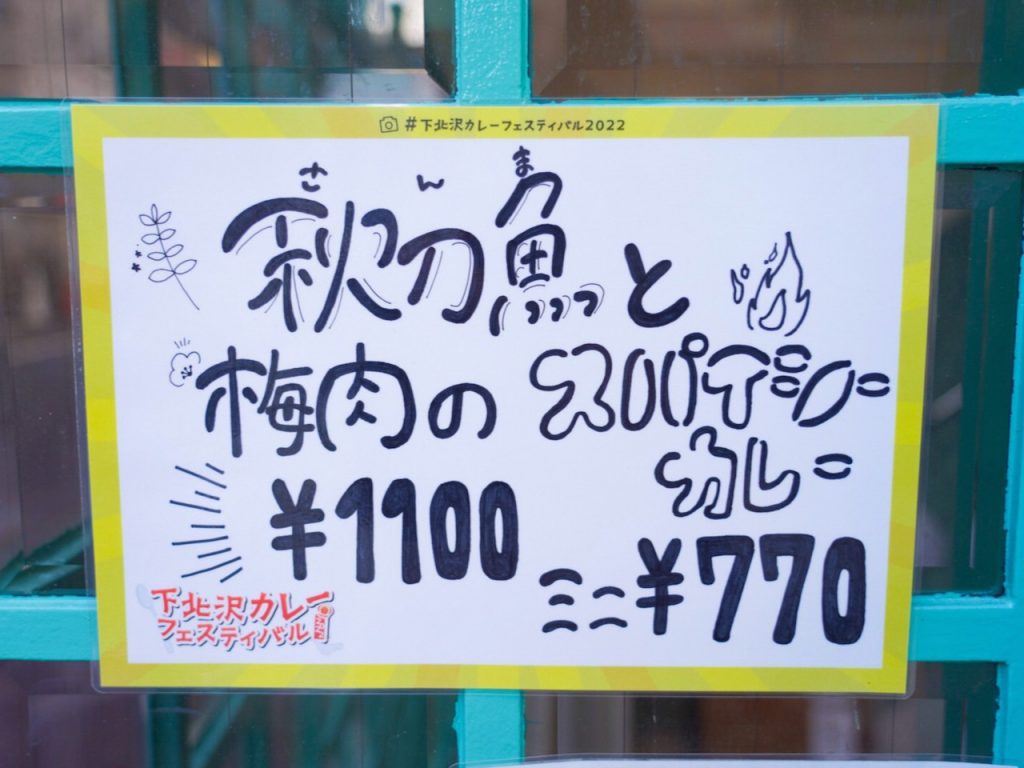 #下北沢カレーフェスティバル2022
さんま
秋刀魚と
梅肉のスパイシー
カレー
¥1100
ミニ¥770
下北沢カレー
フェスティバル